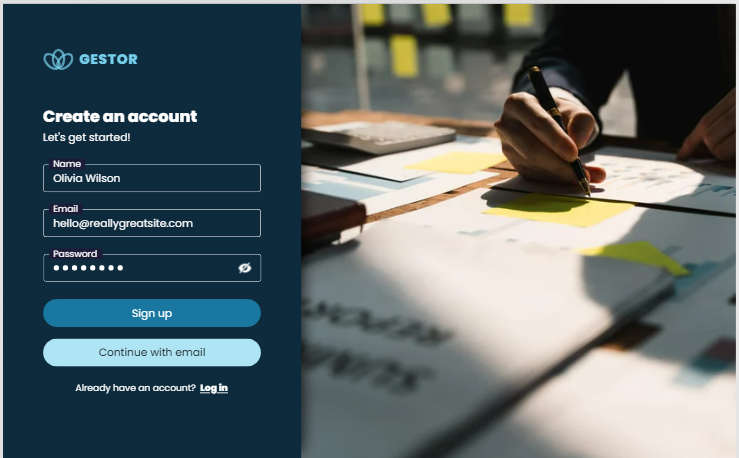 GESTOR
Create an account
Let's get started!
Name
Olivia Wilson
Email
hello@reallygreatsite.com
Password
Sign up
Continue with email
Already have an account? Log in
REPORT